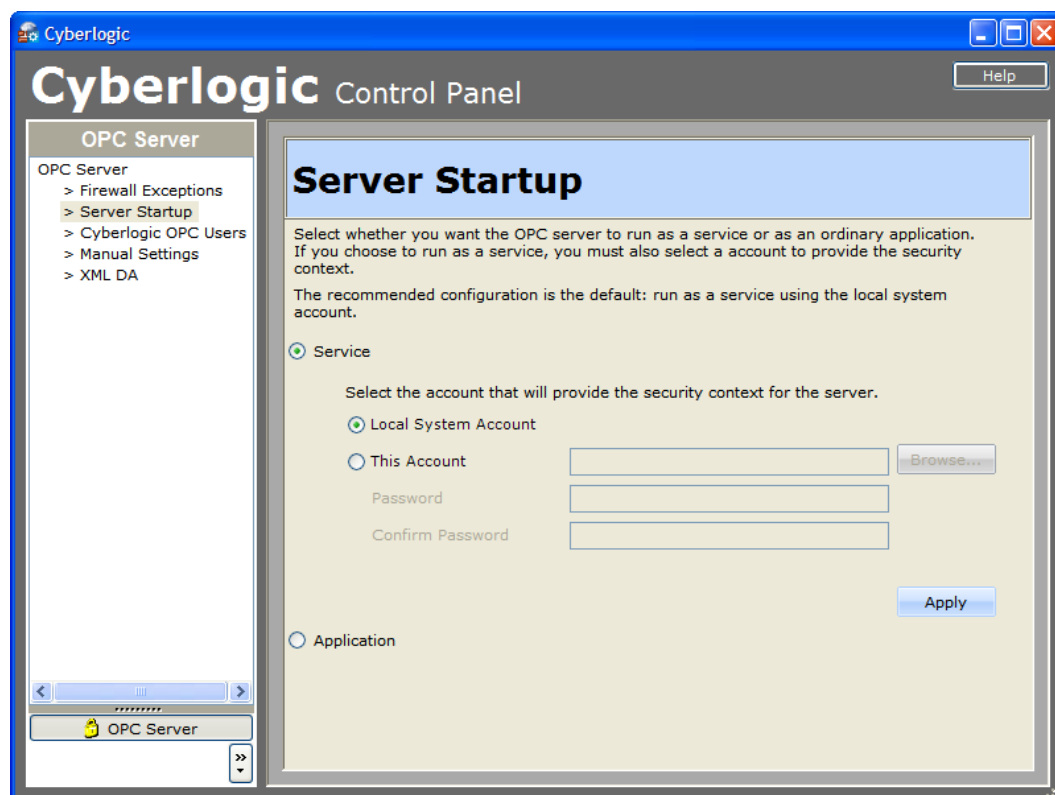 Cyberlogic
Cyberlogic Control Panel
Help
OPC Server
OPC Server
> Firewall Exceptions
> Server Startup
> Cyberlogic OPC Users
> Manual Settings
> XML DA
OPC Server
Server Startup
Select whether you want the OPC server to run as a service or as an ordinary application.
If you choose to run as a service, you must also select a account to provide the security
context.
The recommended configuration is the default: run as a service using the local system
account.
Service
Select the account that will provide the security context for the server.
Local System Account
This Account
Browse...
Password
Confirm Password
Apply
Application